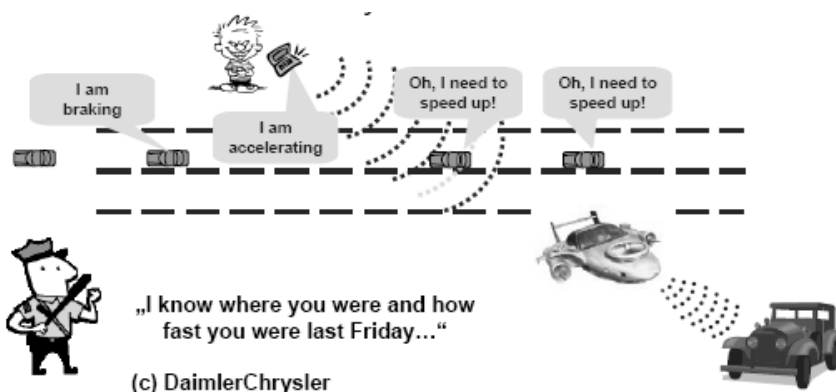 I am
braking
I am
accelerating
Oh, I need to
speed up!
Oh, I need to
speed up!
„I know where you were and how
fast you were last Friday...“
(c) DaimlerChrysler